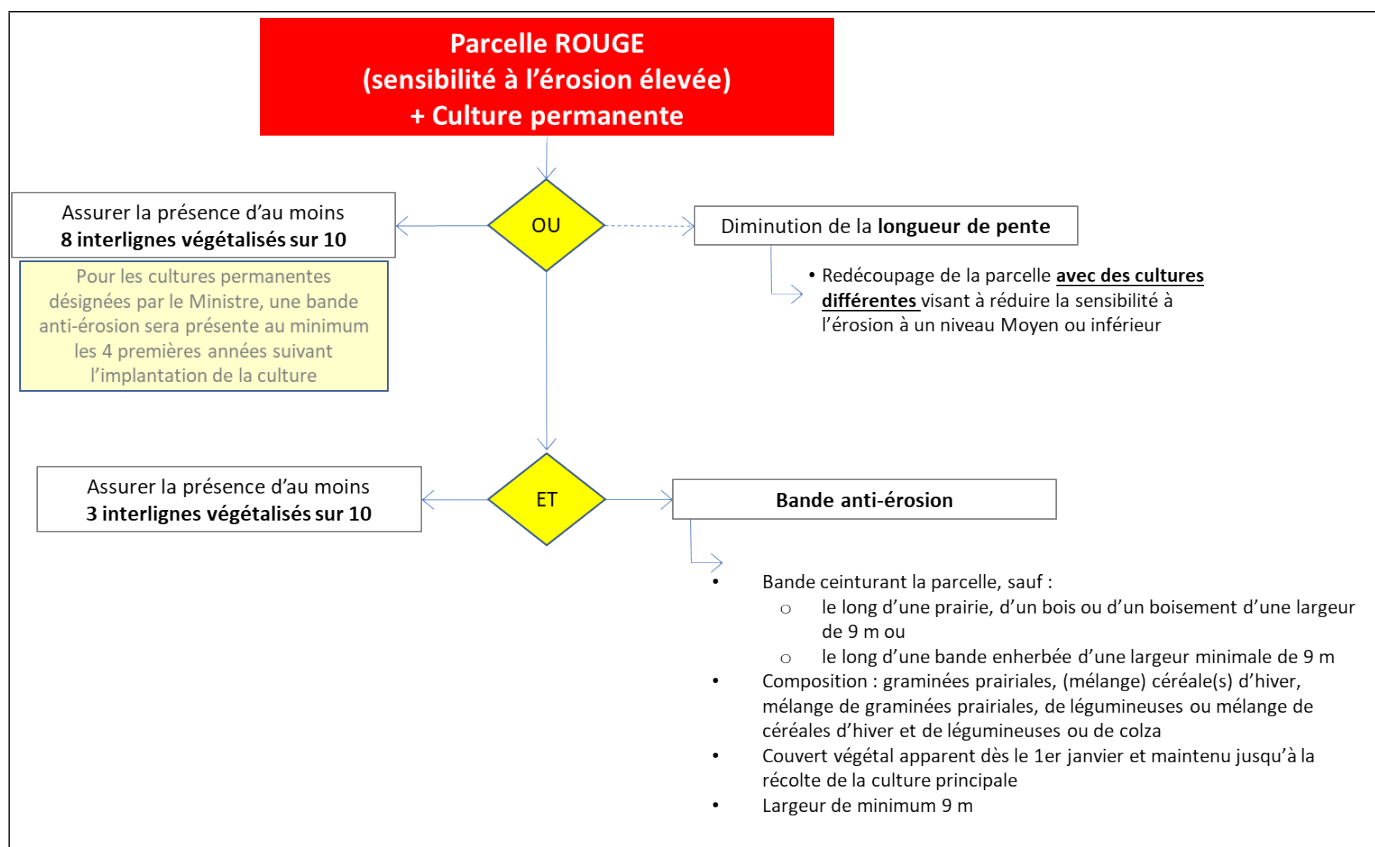 Parcelle ROUGE
(sensibilité à l’érosion élevée)
+ Culture permanente
OU
Assurer la présence d’au moins
8 interlignes végétalisés sur 10
Pour les cultures permanentes
désignées par le Ministre, une bande
anti-érosion sera présente au minimum
les 4 premières années suivant
l’implantation de la culture
Diminution de la longueur de pente
• Redécoupage de la parcelle avec des cultures
différentes visant à réduire la sensibilité à
l’érosion à un niveau Moyen ou inférieur
Assurer la présence d’au moins
3 interlignes végétalisés sur 10
ET
Bande anti-érosion
• Bande ceinturant la parcelle, sauf :
o le long d’une prairie, d’un bois ou d’un boisement d’une largeur
de 9 m ou
o le long d’une bande enherbée d’une largeur minimale de 9 m
• Composition : graminées prairiales, (mélange) céréale(s) d’hiver,
mélange de graminées prairiales, de légumineuses ou mélange de
céréales d’hiver et de légumineuses ou de colza
• Couvert végétal apparent dès le 1er janvier et maintenu jusqu’à la
récolte de la culture principale
• Largeur de minimum 9 m